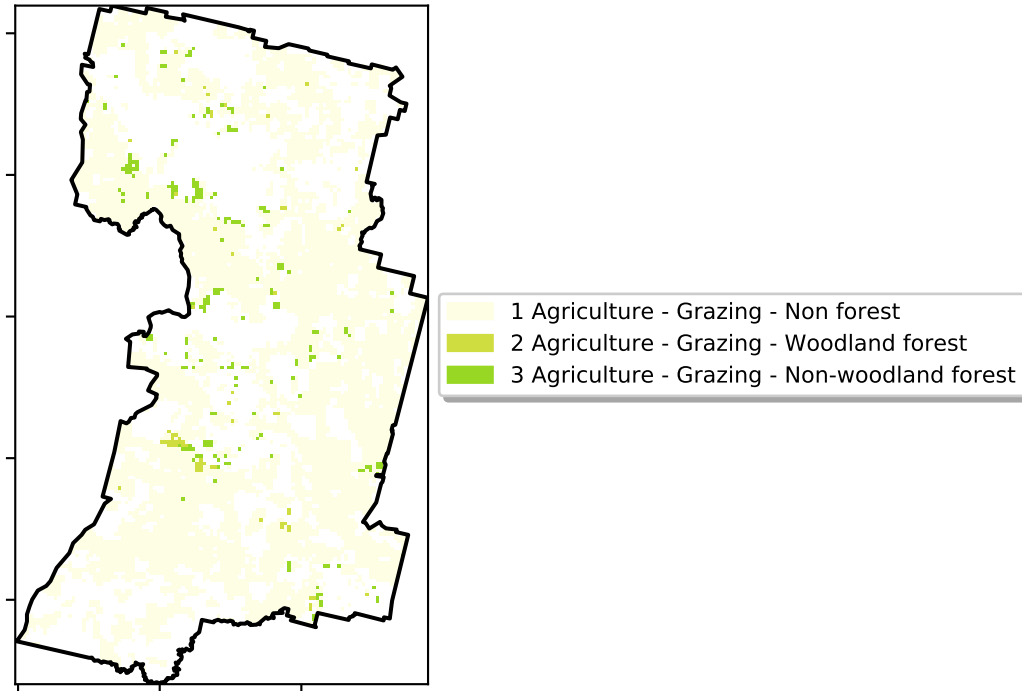 1 Agriculture - Grazing - Non forest
2 Agriculture - Grazing - Woodland forest
3 Agriculture - Grazing - Non-woodland forest